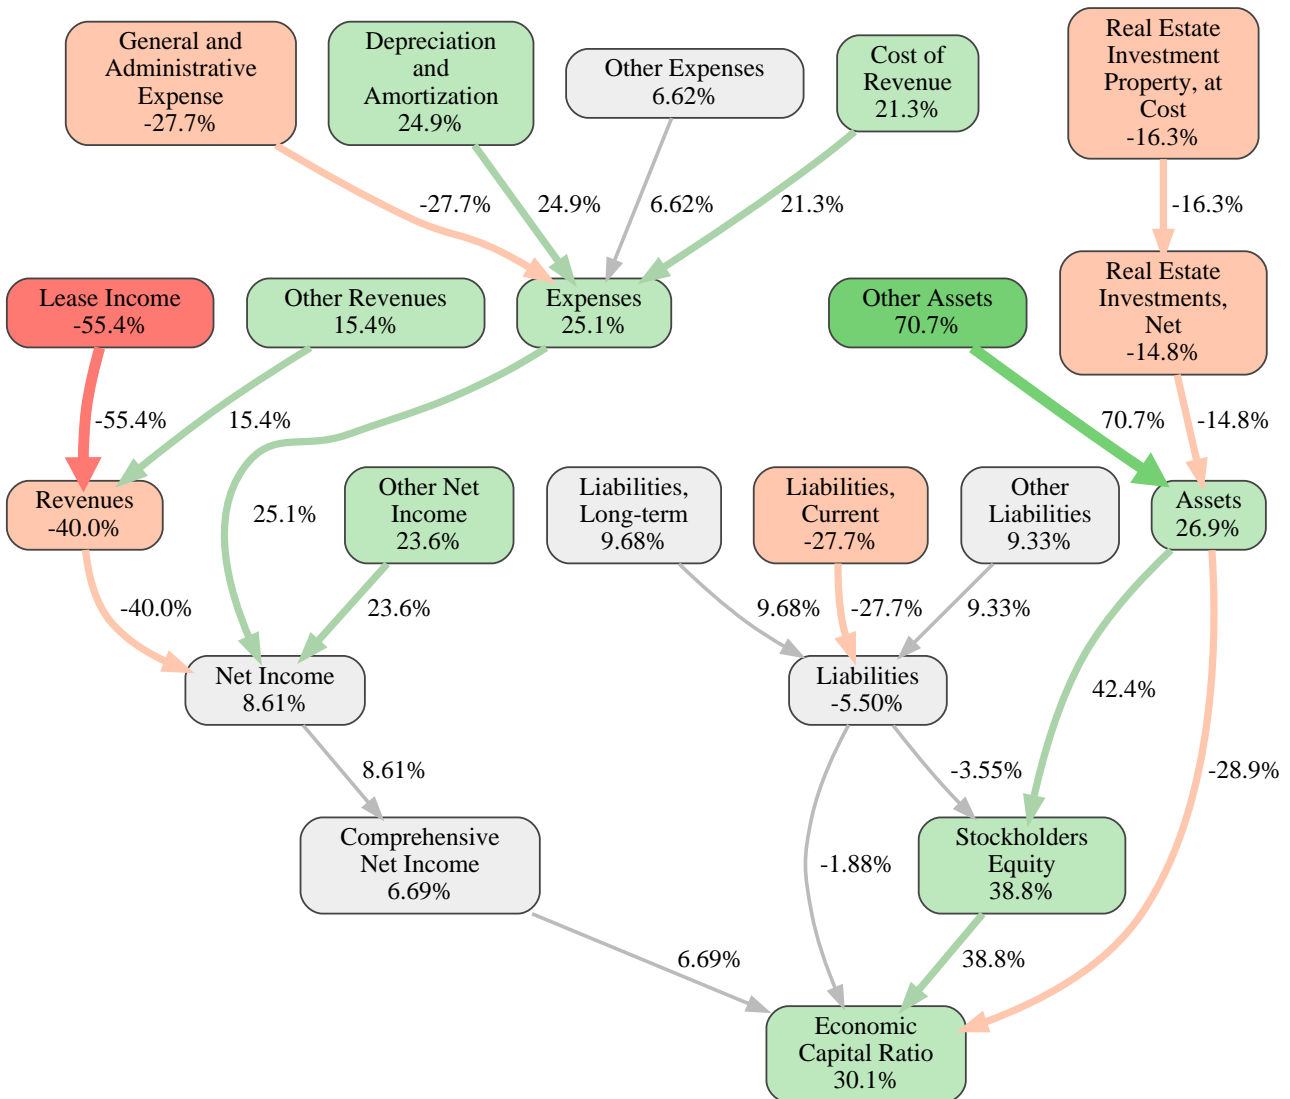 General and
Administrative
Expense
-27.7%
Depreciation
and
Amortization
24.9%
Other Expenses
6.62%
Cost of
Revenue
21.3%
Real Estate
Investment
Property, at
Cost
-16.3%
-27.7%
24.9%
6.62%
21.3%
-16.3%
Lease Income
-55.4%
Other Revenues
15.4%
Expenses
25.1%
Other Assets
70.7%
Real Estate
Investments,
Net
-14.8%
-55.4%
15.4%
70.7%
-14.8%
Revenues
-40.0%
25.1%
Other Net
Income
23.6%
Liabilities,
Long-term
9.68%
Liabilities,
Current
-27.7%
Other
Liabilities
9.33%
Assets
26.9%
-40.0%
23.6%
9.68%
-27.7%
9.33%
Net Income
8.61%
Liabilities
-5.50%
42.4%
8.61%
-3.55%
-28.9%
Comprehensive
Net Income
6.69%
-1.88%
Stockholders
Equity
38.8%
6.69%
38.8%
Economic
Capital Ratio
30.1%